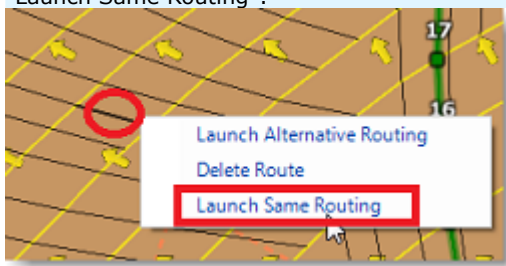 "Launch Same Routing".
17
16
Launch Alternative Routing
Delete Route
Launch Same Routing